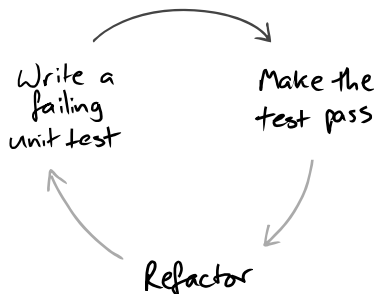 Write a
failing
unit test
Make the
test pass
Refactor